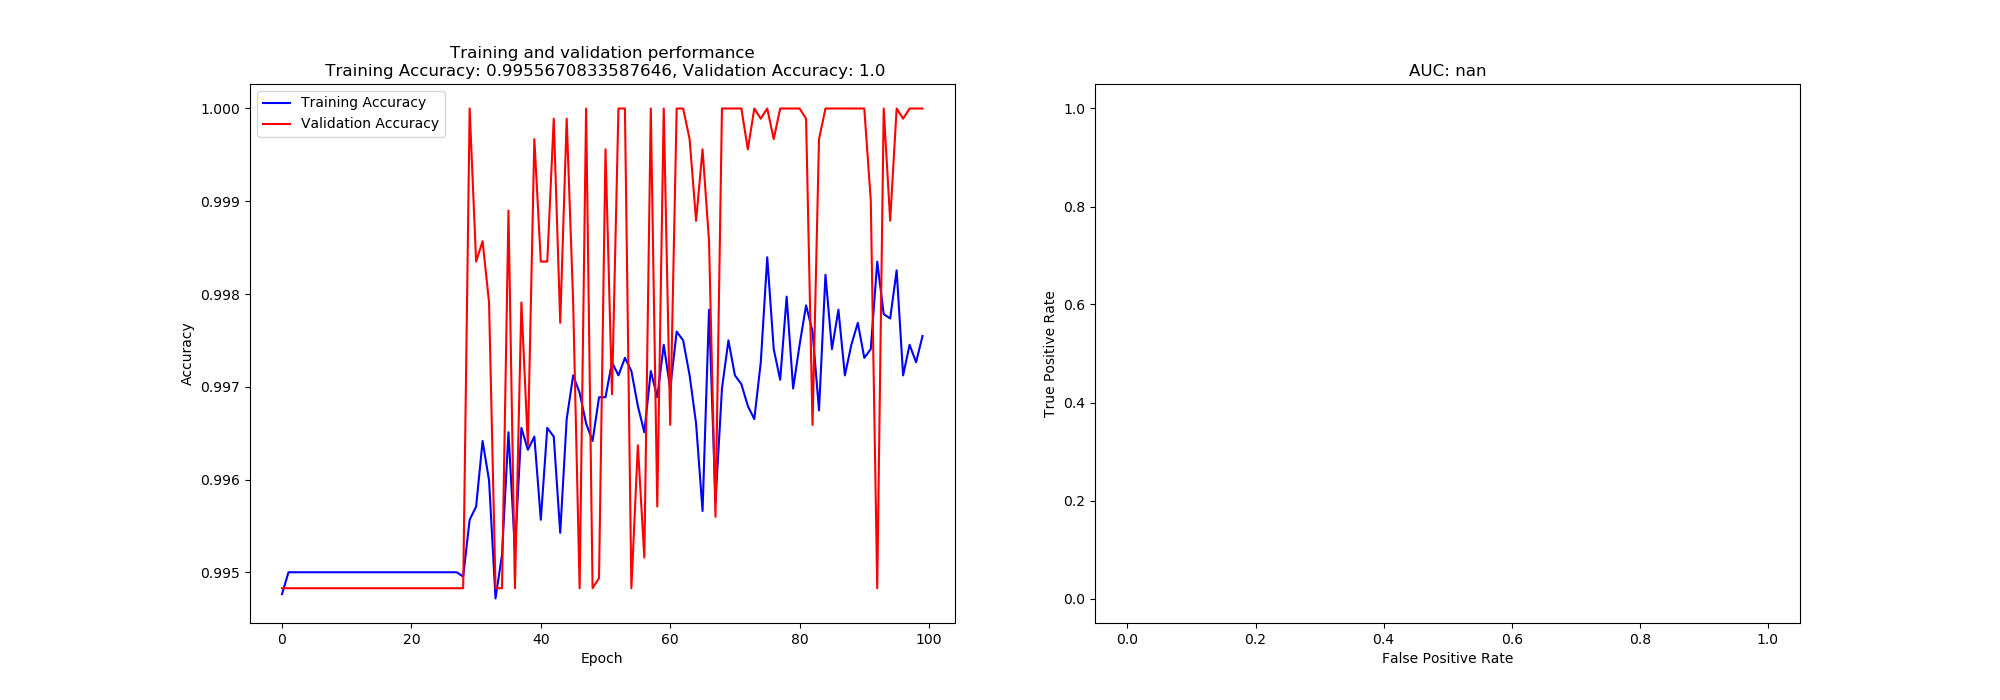 Training and validation performance
Training Accuracy: 0.9955670833587646, Validation Accuracy: 1.0
Training Accuracy
Validation Accuracy
1.000
0.999
0.998
0.997
0.996
0.995
Accuracy
0 20 40 60 80 100
Epoch
AUC: nan
1.0
0.8
0.6
0.4
0.2
0.0
True Positive Rate
0.0 0.2 0.4 0.6 0.8 1.0
False Positive Rate